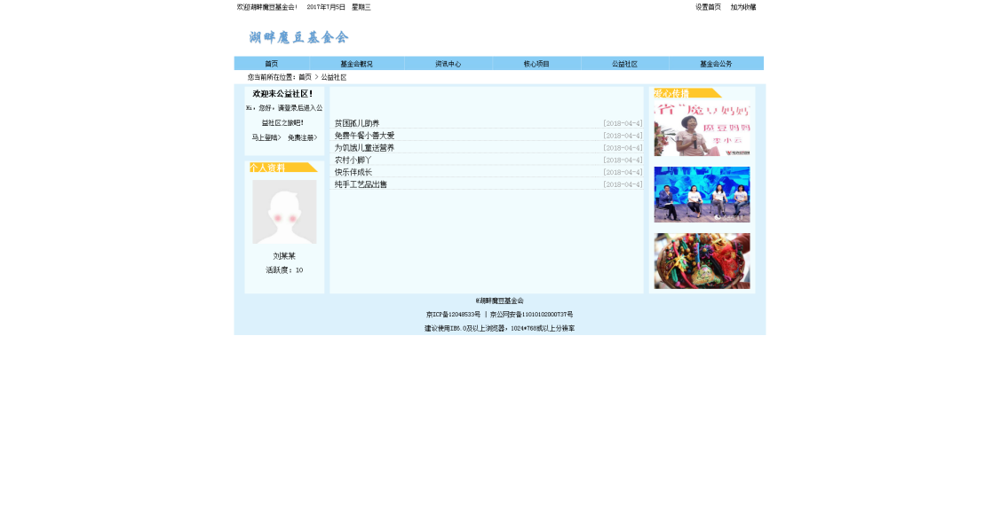 欢迎湖畔魔豆基金会! 2017年7月5日 星期三 设置首页 加为收藏
湖畔魔豆基金会
首页 基金会概况 资讯中心 核心项目 公益社区 基金会公务
您当前所在位置：首页 > 公益社区
欢迎来公益社区!
Hi，您好，请登录后进入公
益社区之旅吧!
马上登陆> 免费注册>
个人资料
刘某某
活跃度：10
贫困孤儿助养 [2018-04-4]
免费午餐小善大爱 [2018-04-4]
为饥饿儿童送营养 [2018-04-4]
农村小脚丫 [2018-04-4]
快乐伴成长 [2018-04-4]
纯手工艺品出售 [2018-04-4]
爱心传播
省"魔豆妈妈
魔豆妈妈
李小云
@湖畔魔豆基金会
京ICP备12048533号 | 京公网安备11010102000737号
建议使用IE6.0及以上浏览器，1024*768或以上分辨率